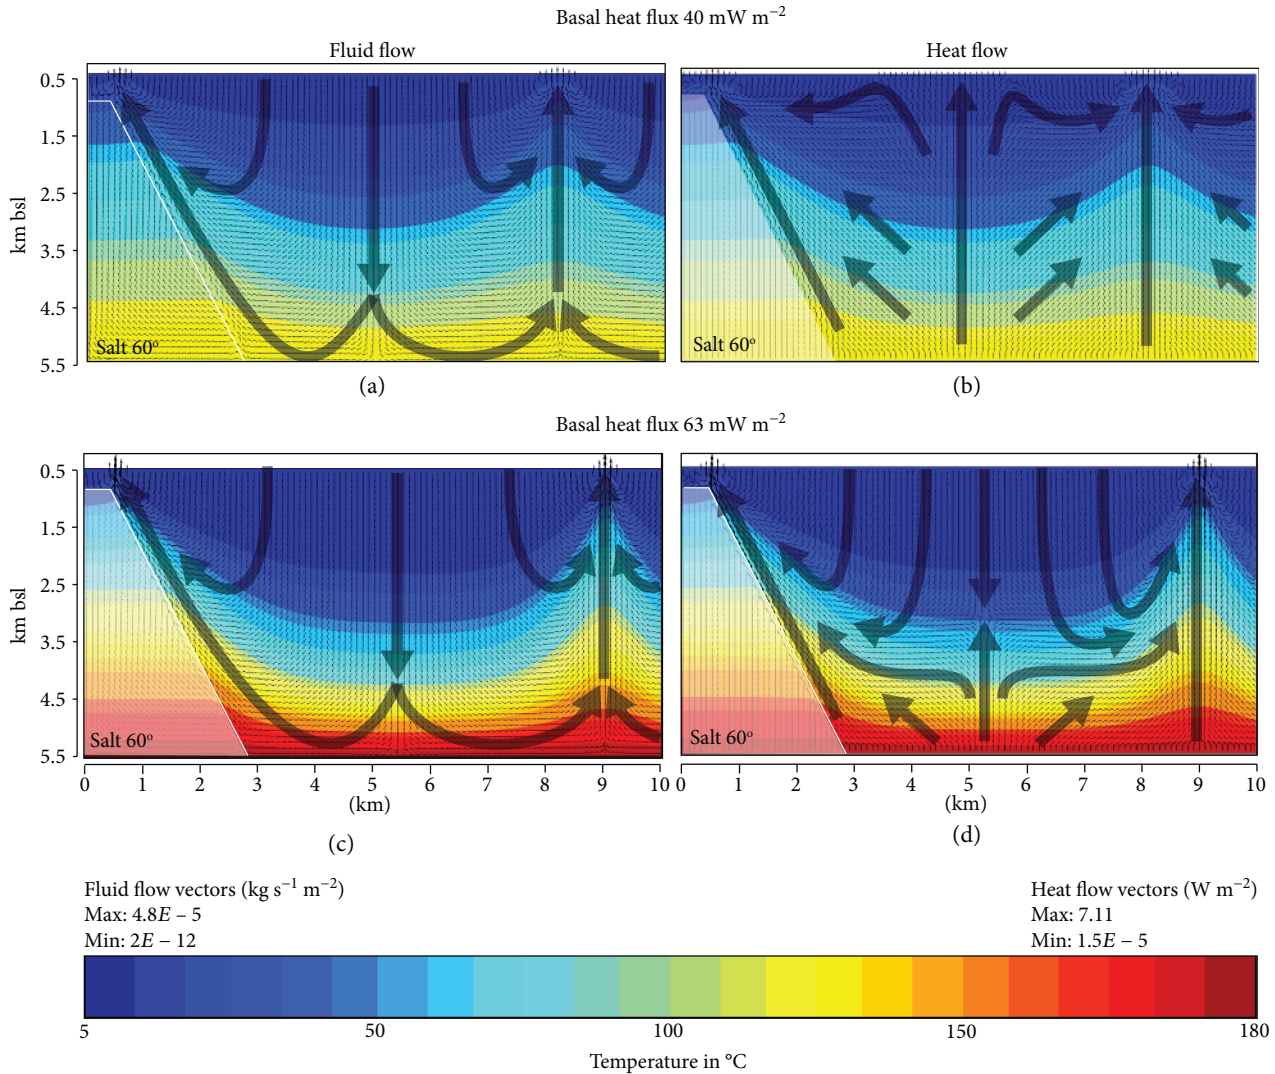 Basal heat flux 40 mW m⁻²
Fluid flow
Heat flow
0.5
1.5
2.5
3.5
4.5
5.5
km bsl
Salt 60°
Salt 60°
(a)
(b)
Basal heat flux 63 mW m⁻²
0.5
1.5
2.5
3.5
4.5
5.5
km bsl
Salt 60°
Salt 60°
0 1 2 3 4 5 6 7 8 9 10
0 1 2 3 4 5 6 7 8 9 10
(km)
(km)
(c)
(d)
Fluid flow vectors (kg s⁻¹ m⁻²)
Max: 4.8E – 5
Min: 2E – 12
Heat flow vectors (W m⁻²)
Max: 7.11
Min: 1.5E – 5
5 50 100 150 180
Temperature in °C